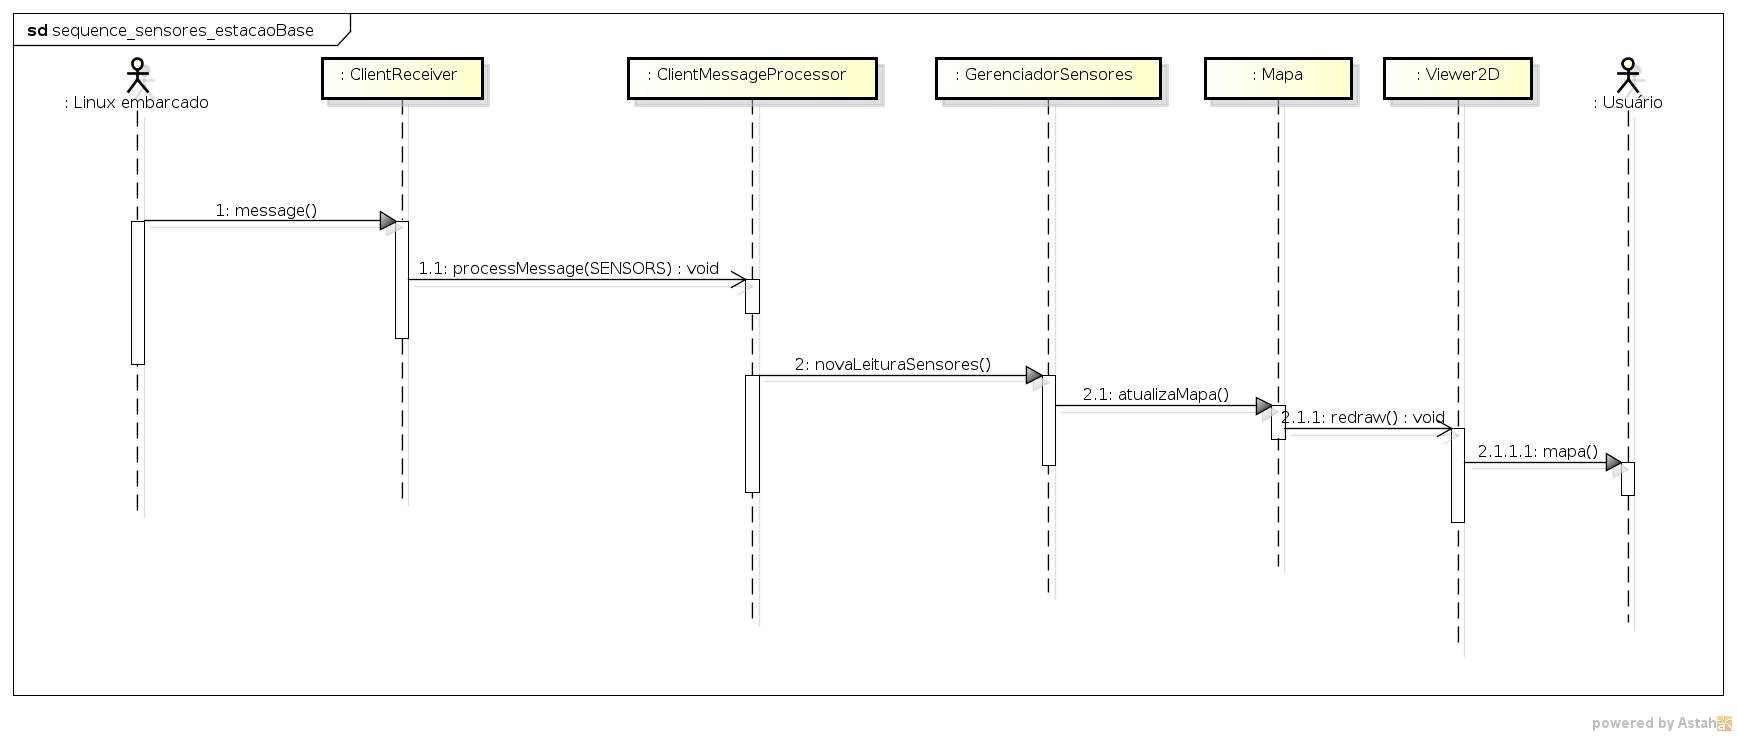 sd sequence_sensores_estacaoBase
: Linux embarcado
: ClientReceiver
: ClientMessageProcessor
: GerenciadorSensores
: Mapa
: Viewer2D
: Usuário
1: message()
1.1: processMessage(SENSORS) : void
2: novaLeituraSensores()
2.1: atualizaMapa()
2.1.1: redraw() : void
2.1.1.1: mapa()
powered by Astah